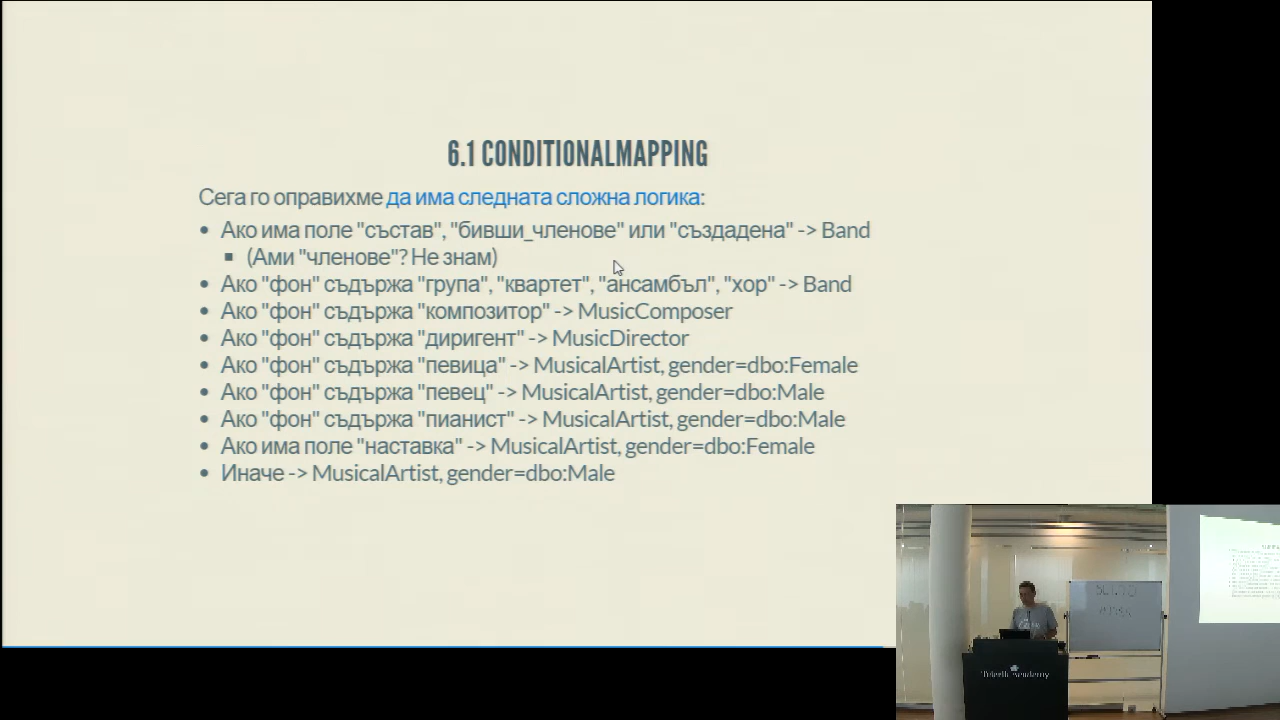 6.1 CONDITIONALMAPPING
Сега го оправихме да има следната сложна логика:
Ако има поле "състав", "бивши_членове" или "създадена" -> Band
(Ами "членове"? Не знам)
Ако "фон" съдържа "група", "квартет", "ансамбъл", "хор" -> Band
Ако "фон" съдържа "композитор" -> MusicComposer
Ако "фон" съдържа "диригент" -> MusicDirector
Ако "фон" съдържа "певица" -> MusicalArtist, gender=dbo:Female
Ако "фон" съдържа "певец" -> MusicalArtist, gender=dbo:Male
Ако "фон" съдържа "пианист" -> MusicalArtist, gender=dbo:Male
Ако има поле "наставка" -> MusicalArtist, gender=dbo:Female
Иначе -> MusicalArtist, gender=dbo:Male
Telerik Academy